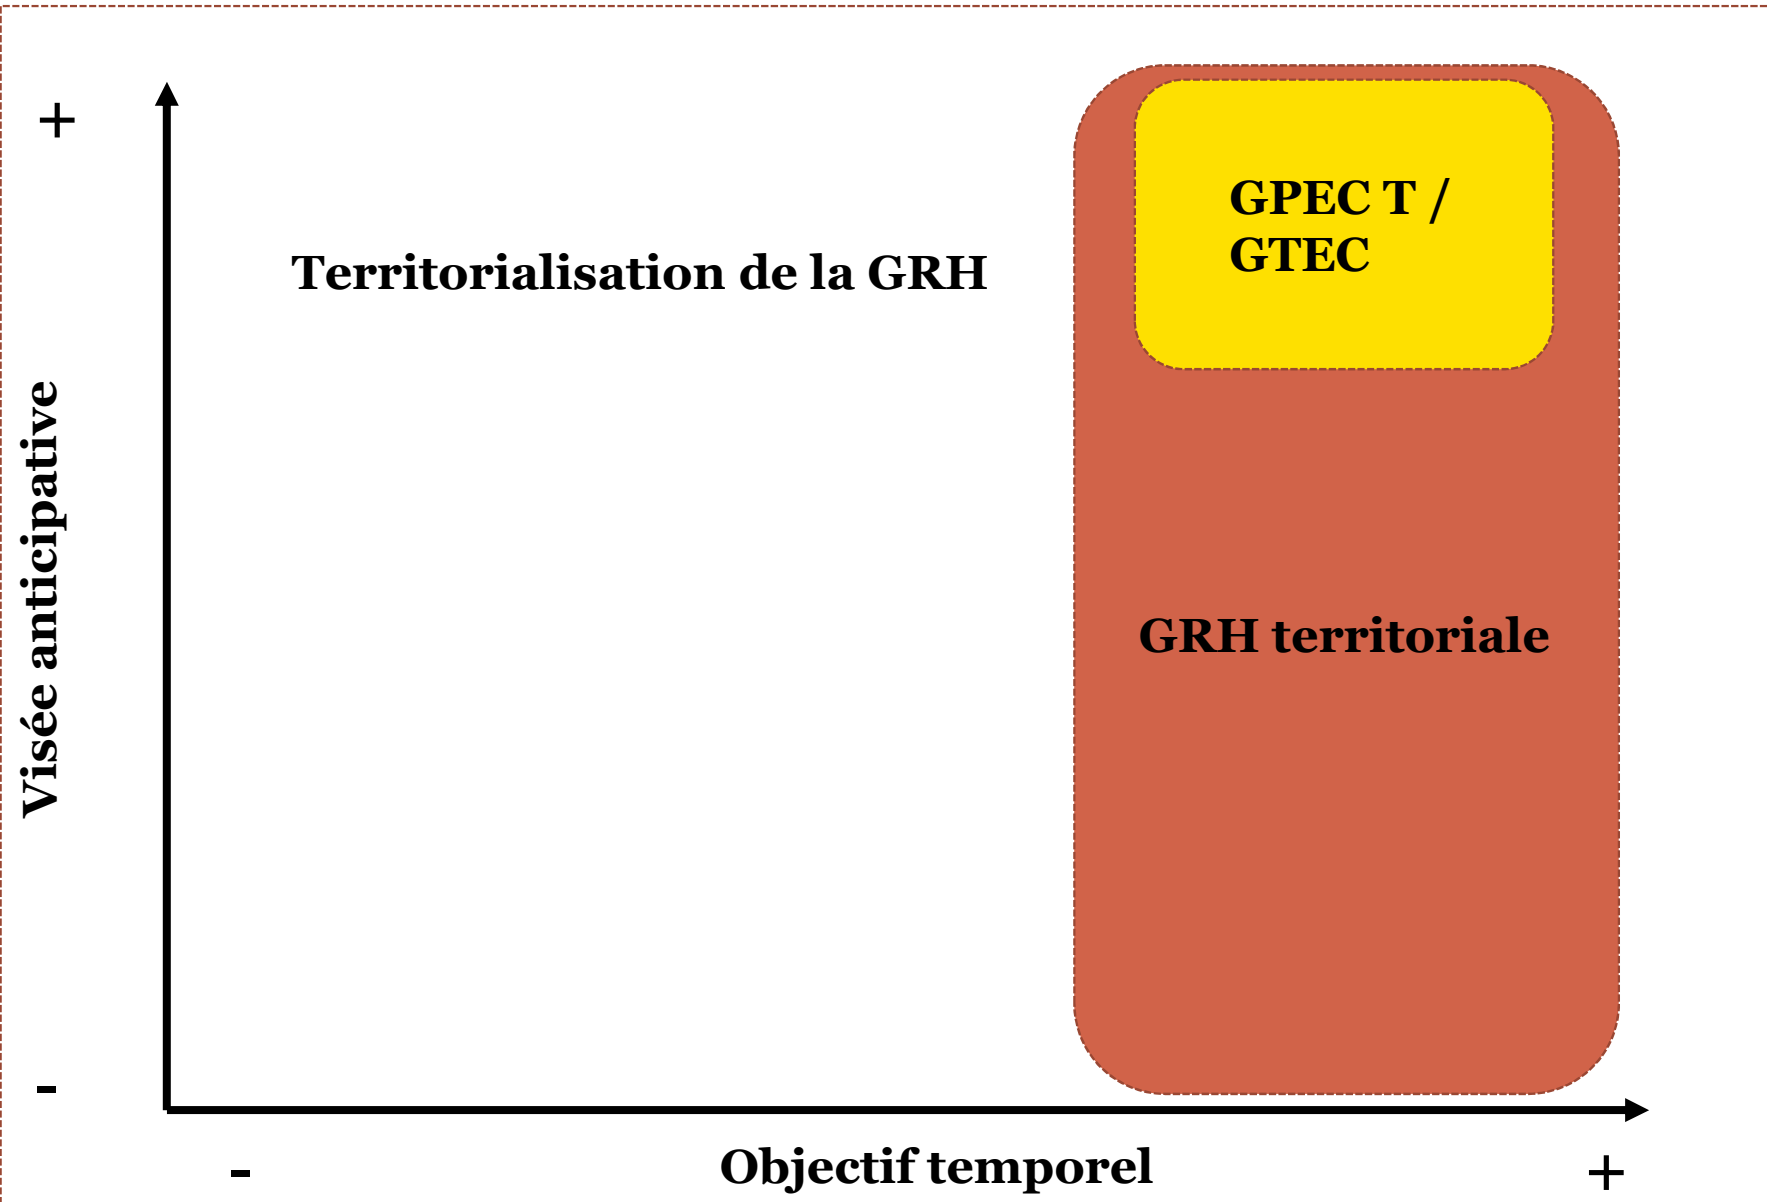 +
GPEC T /
GTEC
Territorialisation de la GRH
Visée anticipative
GRH territoriale
-
-
Objectif temporel
+